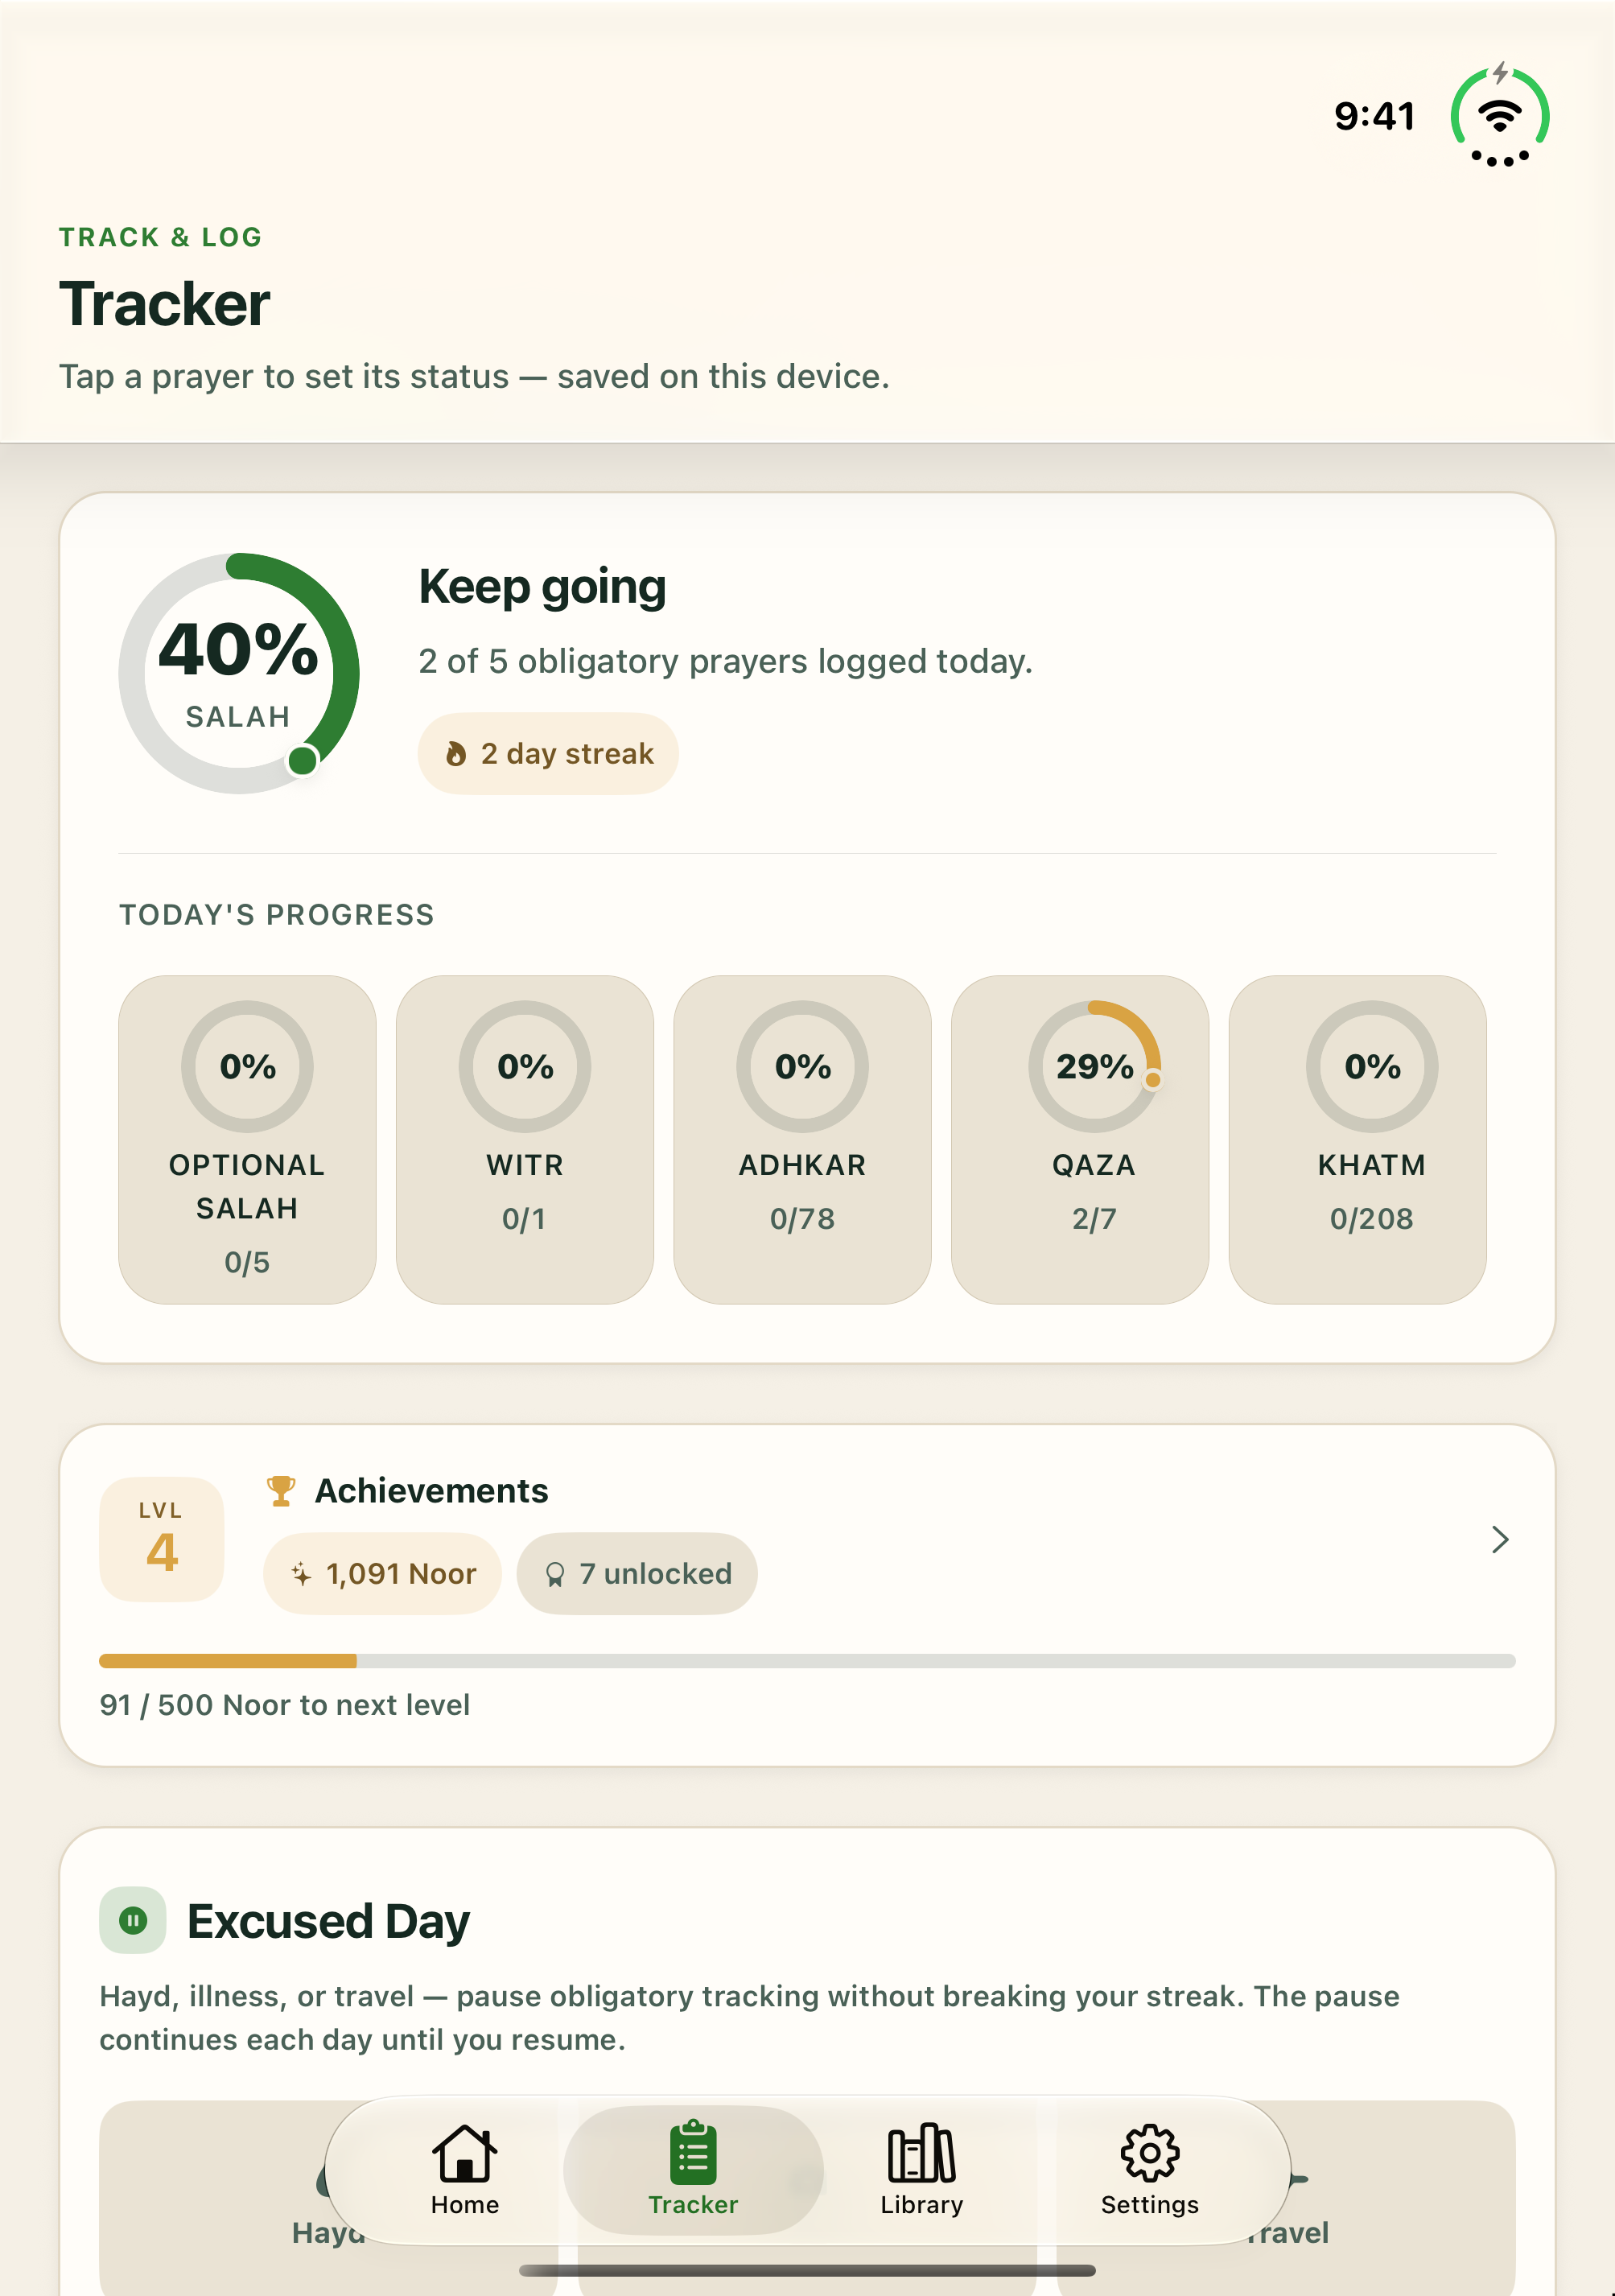 9:41
TRACK & LOG
Tracker
Tap a prayer to set its status — saved on this device.
40%
SALAH
Keep going
2 of 5 obligatory prayers logged today.
2 day streak
TODAY'S PROGRESS
0%
OPTIONAL
SALAH
0/5
0%
WITR
0/1
0%
ADHKAR
0/78
29%
QAZA
2/7
0%
KHATM
0/208
LVL
4
Achievements
1,091 Noor
7 unlocked
91 / 500 Noor to next level
Excused Day
Hayd, illness, or travel — pause obligatory tracking without breaking your streak. The pause
continues each day until you resume.
Hayd
Travel
Home
Tracker
Library
Settings